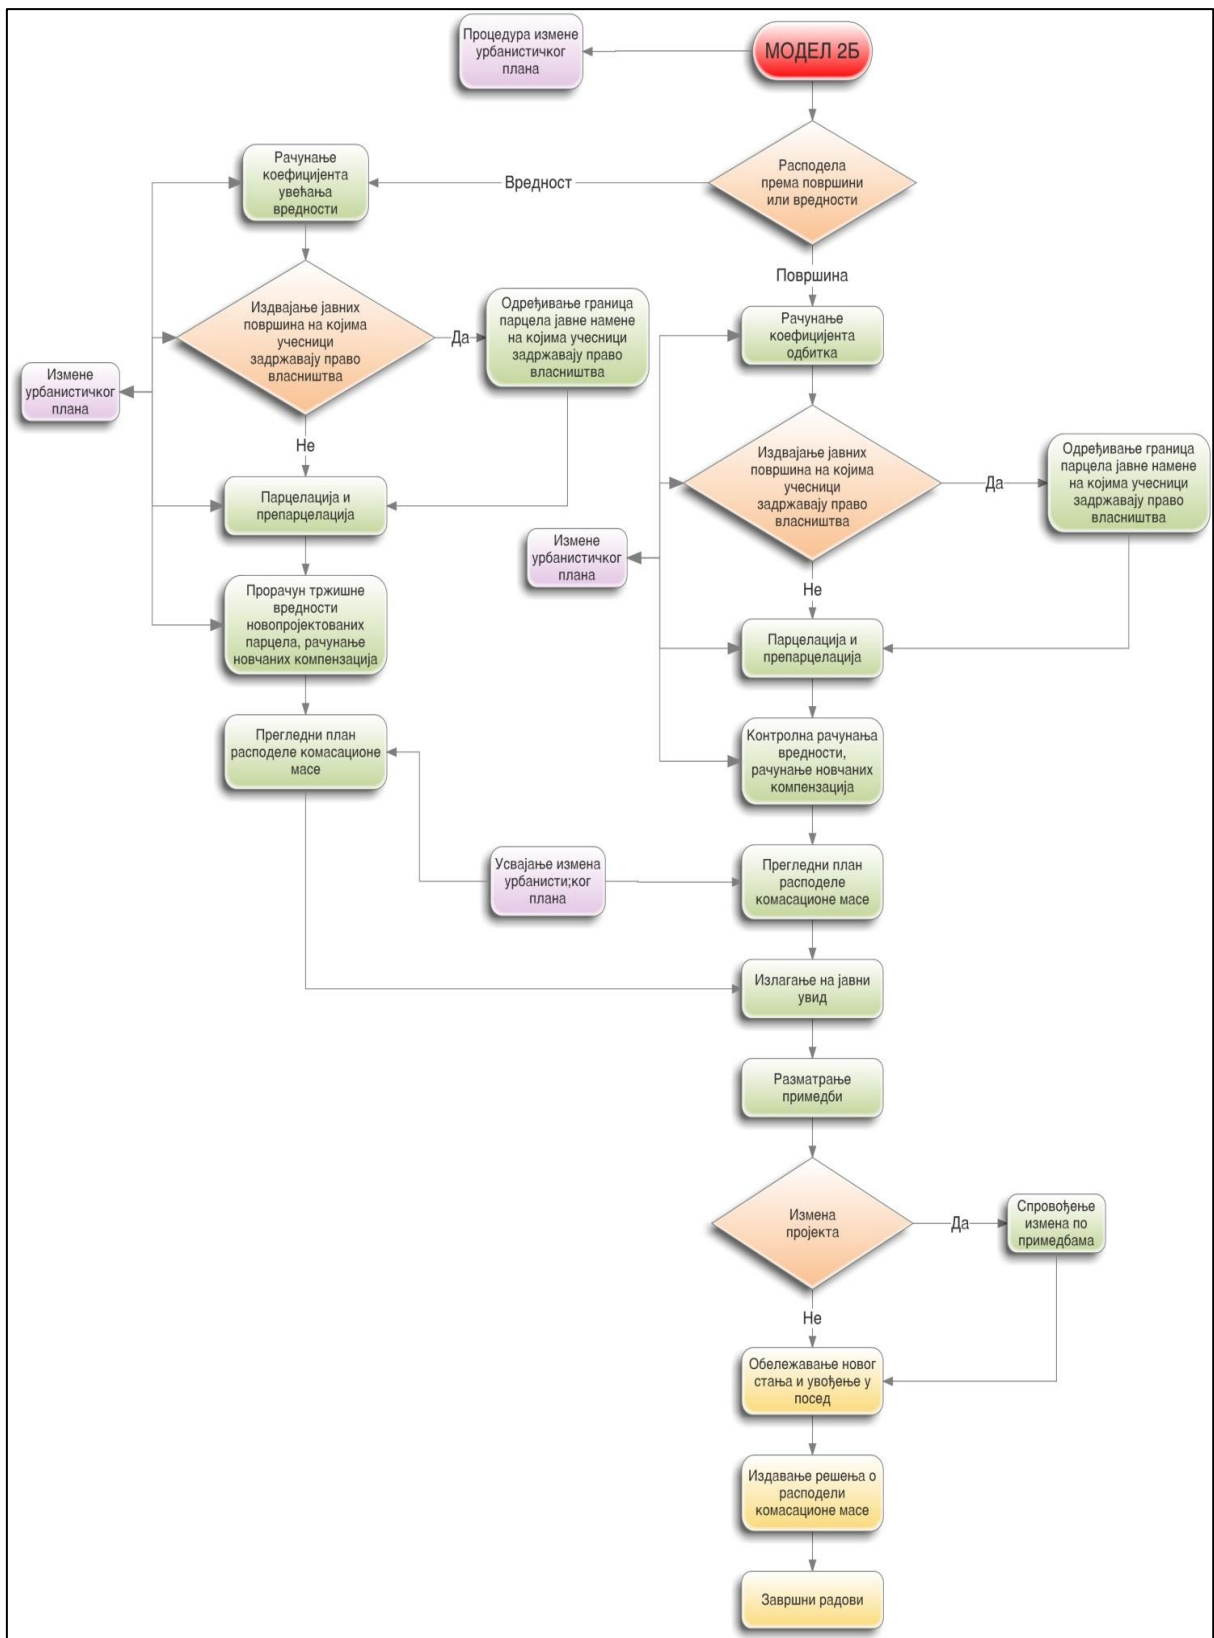 Процедура измене
урбанистичког
плана
МОДЕЛ 2Б
Расподела
према површини
или вредности
Вредност
Рачунање
коефицијента
увећања
вредности
Површина
Издвајање јавних
површина на којима
учесници
задржавају право
власништва
Да
Одређивање граница
парцела јавне намене
на којима учесници
задржавају право
власништва
Рачунање
коефицијента
одбитка
Измене
урбанистичког
плана
Не
Издвајање јавних
површина на којима
учесници
задржавају право
власништва
Да
Одређивање граница
парцела јавне намене
на којима учесници
задржавају право
власништва
Парцелација и
препарцелација
Измене
урбанистичког
плана
Не
Прорачун тржишне
вредности
новопројектованих
парцела, рачунање
новчаних компензација
Парцелација и
препарцелација
Прегледни план
расподеле комасационе
масе
Контролна рачунања
вредности,
рачунање новчаних
компензација
Усвајање измена
урбанисти;ког
плана
Прегледни план
расподеле
комасационе масе
Излагање на јавни
увид
Разматрање
примедби
Измена
пројекта
Да
Спровођење
измена по
примедбама
Не
Обележавање новог
стања и увођење у
посед
Издавање решења о
расподели
комасационе масе
Завршни радови